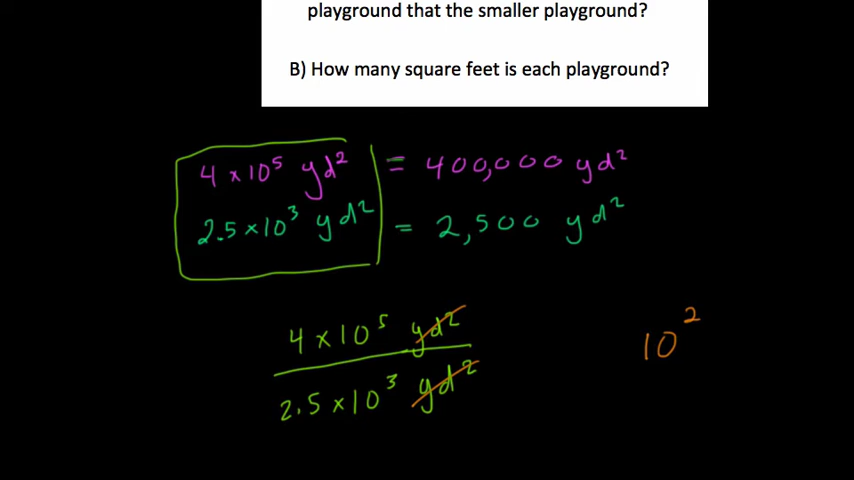 playground that the smaller playground?
B) How many square feet is each playground?
4 × 10⁵ yd² = 400,000 yd²
2.5 × 10³ yd² = 2,500 yd²
4 × 10⁵ yd²
2.5 × 10³ yd²
10²